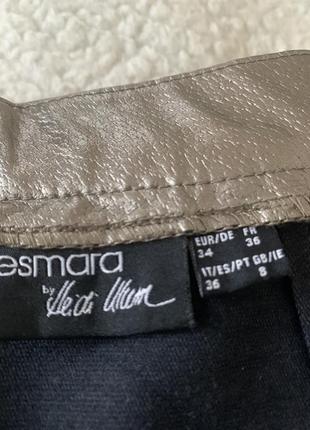 esmara
by Heidi Klum
EUR/DE FR
34 36
IT/ES/PT GB/IE
36 8